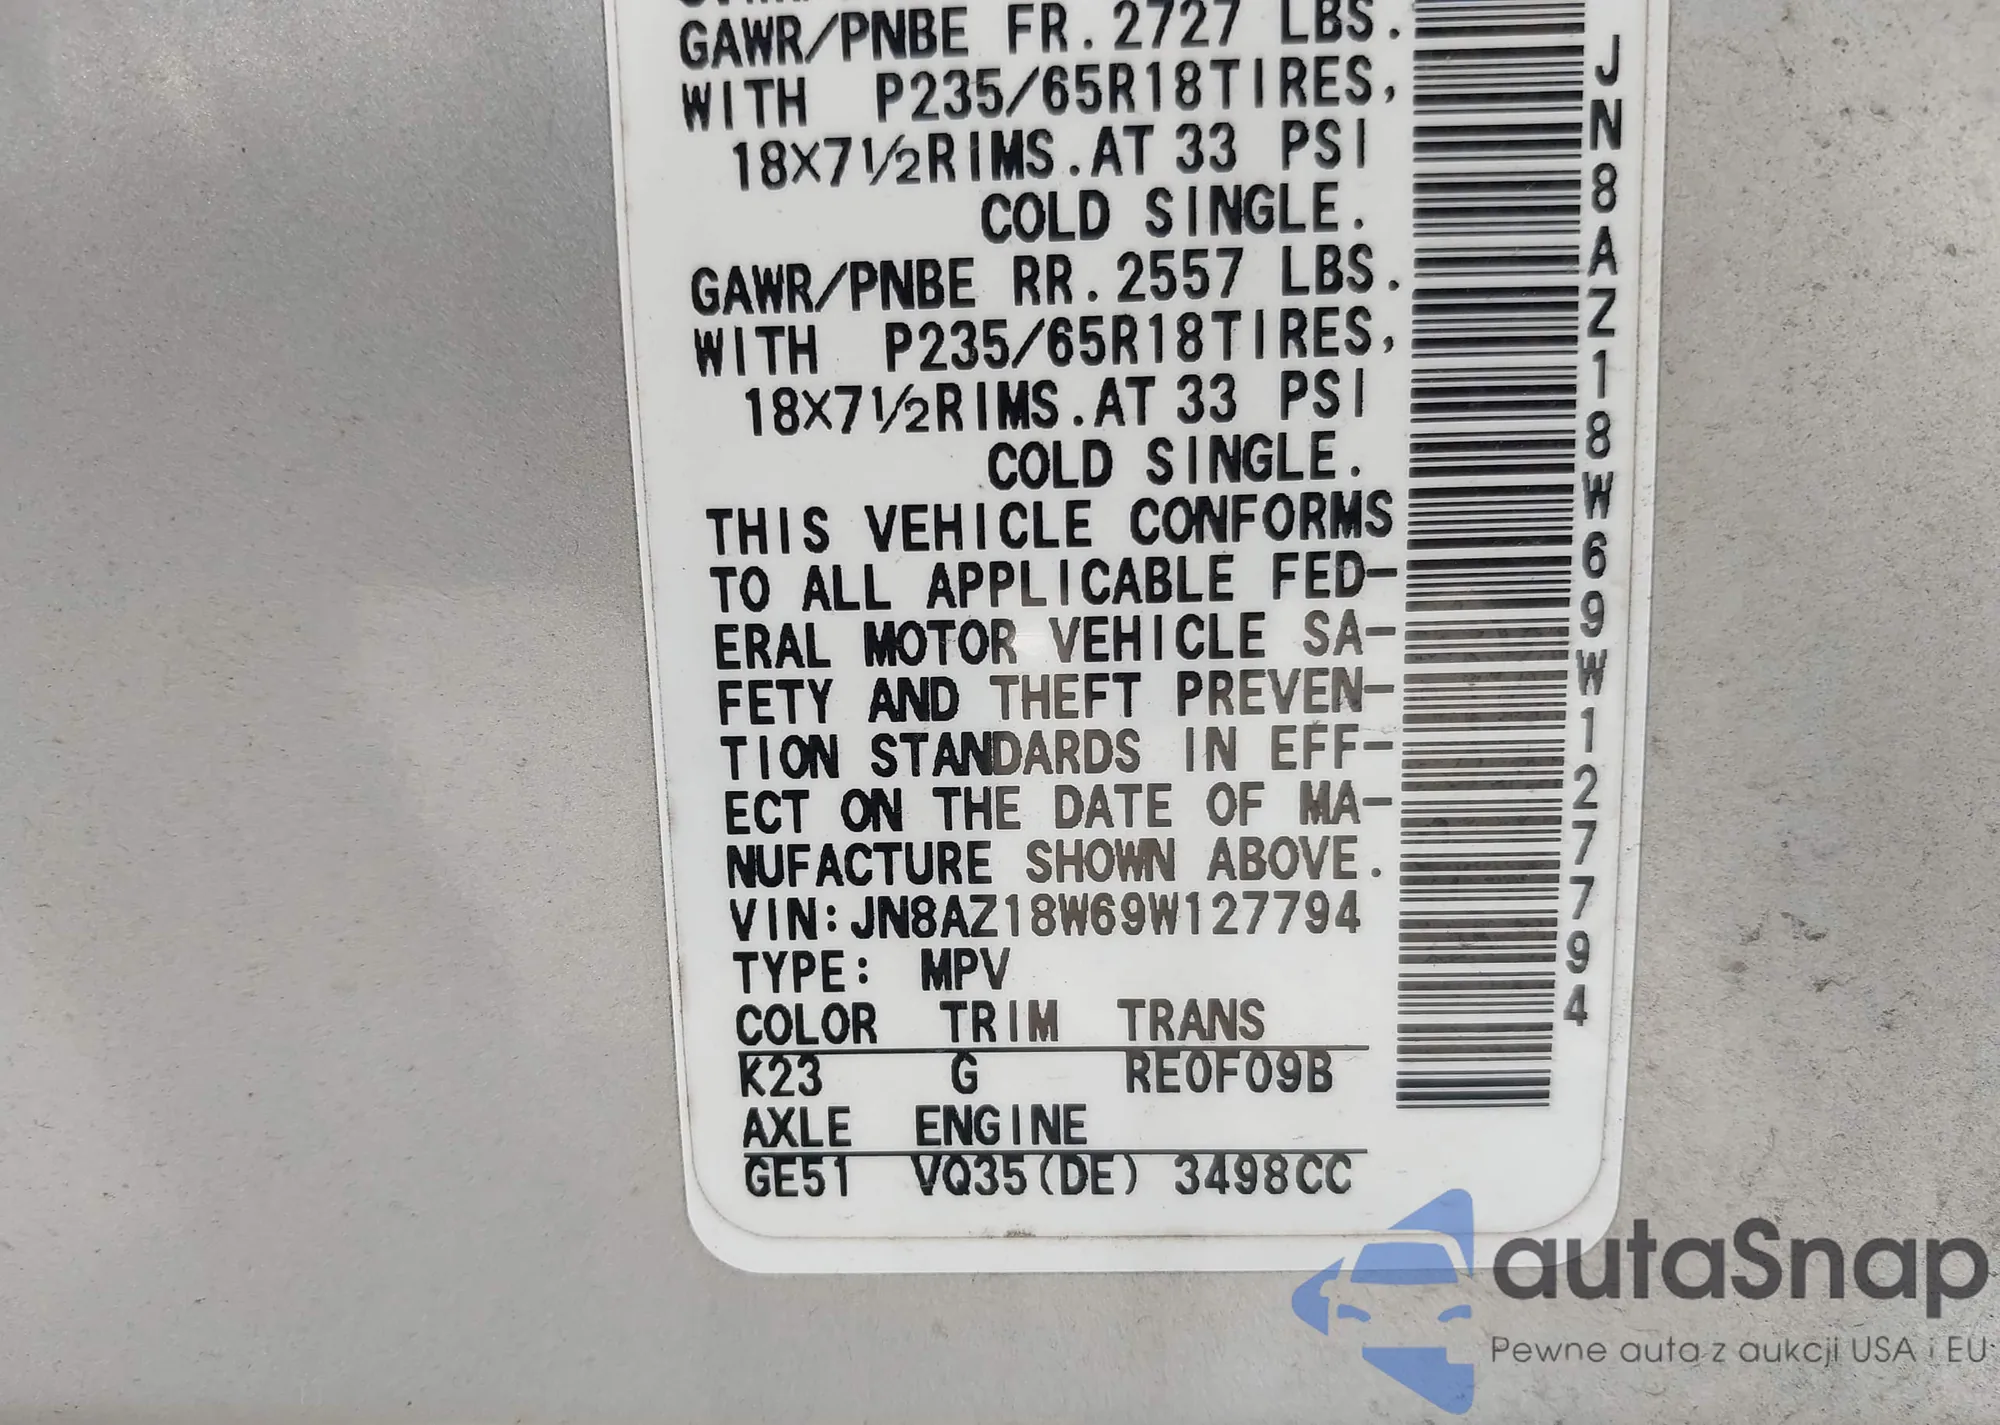 GAWR/PNBE FR.2727 LBS.
WITH P235/65R18TIRES,
18X7½RIMS.AT 33 PSI
COLD SINGLE.
GAWR/PNBE RR.2557 LBS.
WITH P235/65R18TIRES,
18X7½RIMS.AT 33 PSI
COLD SINGLE.
THIS VEHICLE CONFORMS
TO ALL APPLICABLE FED-
ERAL MOTOR VEHICLE SA-
FETY AND THEFT PREVEN-
TION STANDARDS IN EFF-
ECT ON THE DATE OF MA-
NUFACTURE SHOWN ABOVE.
VIN:JN8AZ18W69W127794
TYPE: MPV
COLOR TRIM TRANS
K23 G RE0F09B
AXLE ENGINE
GE51 VQ35(DE) 3498CC
JN8AZ18W69W127794
autaSnap
Pewne auta z aukcji USA i EU